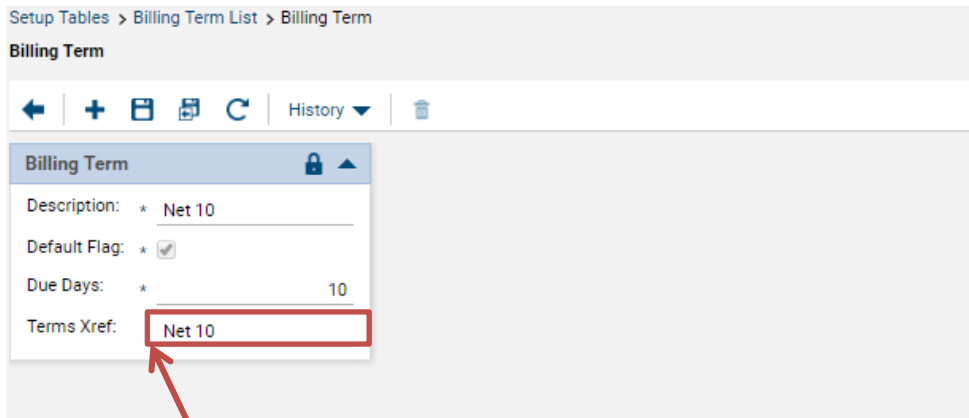 Setup Tables > Billing Term List > Billing Term
Billing Term
History
Billing Term
Description: * Net 10
Default Flag: *
Due Days: * 10
Terms Xref: Net 10